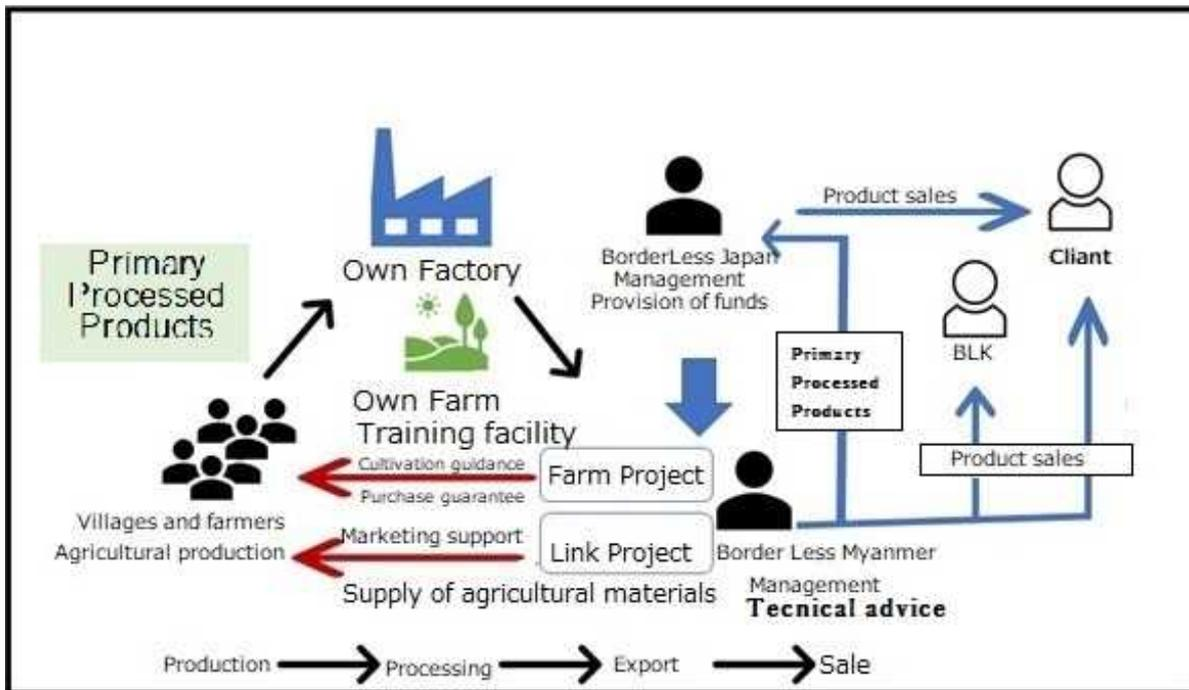 Primary
Processed
Products
Own Factory
Own Farm
Training facility
Cultivation guidance
Purchase guarantee
Marketing support
Supply of agricultural materials
Villages and farmers
Agricultural production
Farm Project
Link Project
BorderLess Japan
Management
Provision of funds
Product sales
Cliant
BLK
Primary
Processed
Products
Product sales
Border Less Myanmer
Management
Tecnical advice
Production
Processing
Export
Sale